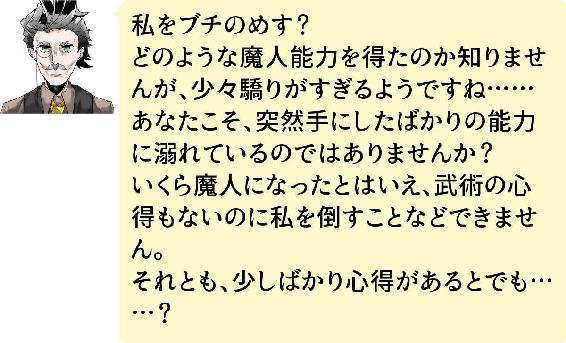 私をブチのめす？
どのような魔人能力を得たのか知りませ
んが、少々驕りがすぎるようですね……
あなたこそ、突然手にしたばかりの能力
に溺れているのではありませんか？
いくら魔人になったとはいえ、武術の心
得もないのに私を倒すことなどできませ
ん。
それとも、少しばかり心得があるとでも…
…？